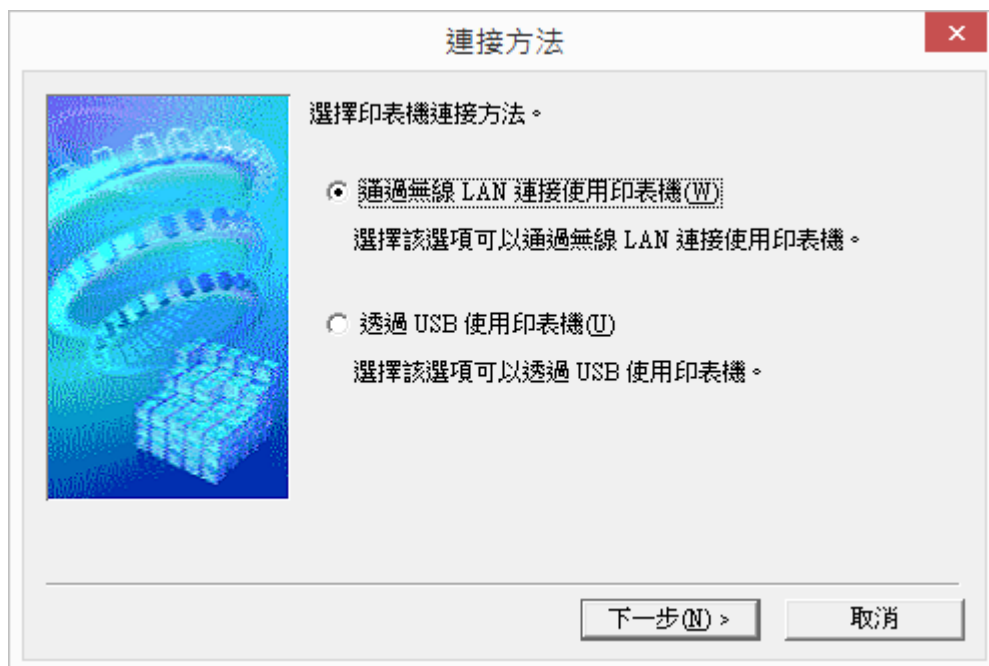 連接方法
選擇印表機連接方法。
通過無線 LAN 連接使用印表機(W)
選擇該選項可以通過無線 LAN 連接使用印表機。
透過 USB 使用印表機(U)
選擇該選項可以透過 USB 使用印表機。
下一步(N) >
取消